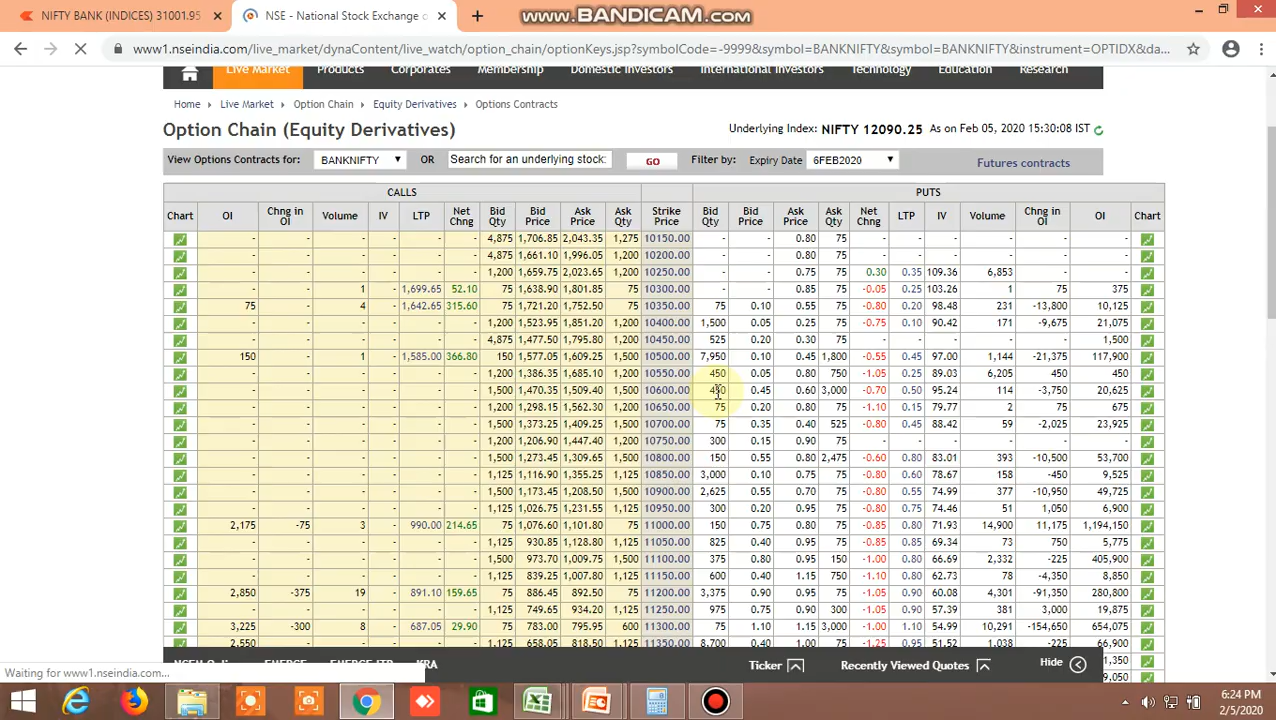 NIFTY BANK (INDICES) 31001.95
NSE - National Stock Exchange o
www.BANDICAM.com
www1.nseindia.com/live_market/dynaContent/live_watch/option_chain/optionKeys.jsp?symbolCode=-9999&symbol=BANKNIFTY&symbol=BANKNIFTY&instrument=OPTIDX&da...
Live Market Products Corporates Membership Domestic Investors International Investors Technology Education Research
Home Live Market Option Chain Equity Derivatives Options Contracts
Option Chain (Equity Derivatives) Underlying Index: NIFTY 12090.25 As on Feb 05, 2020 15:30:08 IST
View Options Contracts for: BANKNIFTY OR Search for an underlying stock: GO Filter by: Expiry Date 6FEB2020 Futures contracts
CALLS PUTS
Chart OI Chng in OI Volume IV LTP Net Chng Bid Qty Bid Price Ask Price Ask Qty Strike Price Bid Qty Bid Price Ask Price Ask Qty Net Chng LTP IV Volume Chng in OI OI Chart
- - - - - - 4,875 1,706.85 2,043.35 1,275 10150.00 - - 0.80 75 - - - - - -
- - - - - - 4,875 1,661.10 1,996.05 1,200 10200.00 - - 0.80 75 - - - - - -
- - - - - - 1,200 1,659.75 2,023.65 1,200 10250.00 - - 0.75 75 0.30 0.35 109.36 6,853 - -
- - 1 - 1,699.65 52.10 75 1,638.90 1,801.85 75 10300.00 - - 0.85 75 -0.05 0.20 103.26 1 75 375
75 - 4 - 1,642.65 315.60 75 1,721.20 1,752.50 75 10350.00 75 0.10 0.55 75 -0.80 0.20 98.48 231 -13,800 10,125
- - - - - - 1,200 1,523.95 1,851.20 1,200 10400.00 1,500 0.05 0.25 75 -0.75 0.10 90.42 171 -9,675 21,075
- - - - - - 4,875 1,477.50 1,795.80 1,200 10450.00 525 0.20 0.30 75 - - - - - 1,500
150 - 1 - 1,585.00 366.80 150 1,577.05 1,609.25 1,500 10500.00 7,950 0.10 0.45 1,800 -0.55 0.45 97.00 1,144 -21,375 117,900
- - - - - - 1,200 1,386.35 1,685.10 1,200 10550.00 450 0.05 0.80 750 -1.05 0.25 89.03 6,205 450 450
- - - - - - 1,500 1,470.35 1,509.40 1,500 10600.00 0.45 0.60 3,000 -0.70 0.50 95.24 114 -3,750 20,625
- - - - - - 1,200 1,298.15 1,562.30 1,200 10650.00 75 0.20 0.80 75 -1.10 0.15 79.77 2 75 675
- - - - - - 1,500 1,373.25 1,409.25 1,500 10700.00 75 0.35 0.40 525 -0.80 0.45 88.42 59 -2,025 23,925
- - - - - - 1,200 1,206.90 1,447.40 1,200 10750.00 300 0.15 0.90 75 - - - - - -
- - - - - - 1,500 1,273.45 1,309.65 1,500 10800.00 150 0.55 0.80 2,475 -0.60 0.80 83.01 393 -10,500 53,700
- - - - - - 1,125 1,116.90 1,355.25 1,125 10850.00 3,000 0.10 0.75 75 -0.80 0.60 78.67 158 -450 9,525
- - - - - - 1,500 1,173.45 1,208.50 1,500 10900.00 2,625 0.55 0.70 75 -0.80 0.55 74.99 377 -10,950 49,725
- - - - - - 1,125 1,026.75 1,231.55 1,125 10950.00 300 0.20 0.95 75 -0.80 0.75 74.46 51 1,050 6,900
2,175 -75 3 - 990.00 214.65 75 1,076.60 1,101.80 75 11000.00 150 0.75 0.80 75 -0.85 0.80 71.93 14,900 11,175 1,194,150
- - - - - - 1,125 930.85 1,128.80 1,125 11050.00 825 0.40 0.95 75 -0.85 0.85 69.34 73 750 5,775
- - - - - - 1,500 973.70 1,009.75 1,500 11100.00 375 0.80 0.95 150 -1.00 0.80 66.69 2,332 -225 405,900
- - - - - - 1,125 839.25 1,007.80 1,125 11150.00 600 0.40 1.15 750 -1.10 0.80 62.73 78 -4,350 8,850
2,850 -375 19 - 891.10 159.65 75 886.45 892.50 75 11200.00 3,375 0.90 0.95 75 -1.05 0.90 60.08 4,301 -91,350 280,800
- - - - - - 1,125 749.65 934.20 1,125 11250.00 975 0.75 0.90 300 -1.05 0.90 57.39 381 3,000 19,875
3,225 -300 8 - 687.05 29.90 75 783.00 795.95 600 11300.00 75 1.10 1.15 3,000 -1.00 1.10 54.99 10,291 -154,650 654,075
2,550 - - - - - 1,125 658.05 818.50 1,125 11350.00 8,700 0.40 1.00 75 -1.25 0.95 51.52 1,038 -225 66,900
KRA Ticker Recently Viewed Quotes Hide
Waiting for www1.nseindia.com...
6:24 PM
2/5/2020